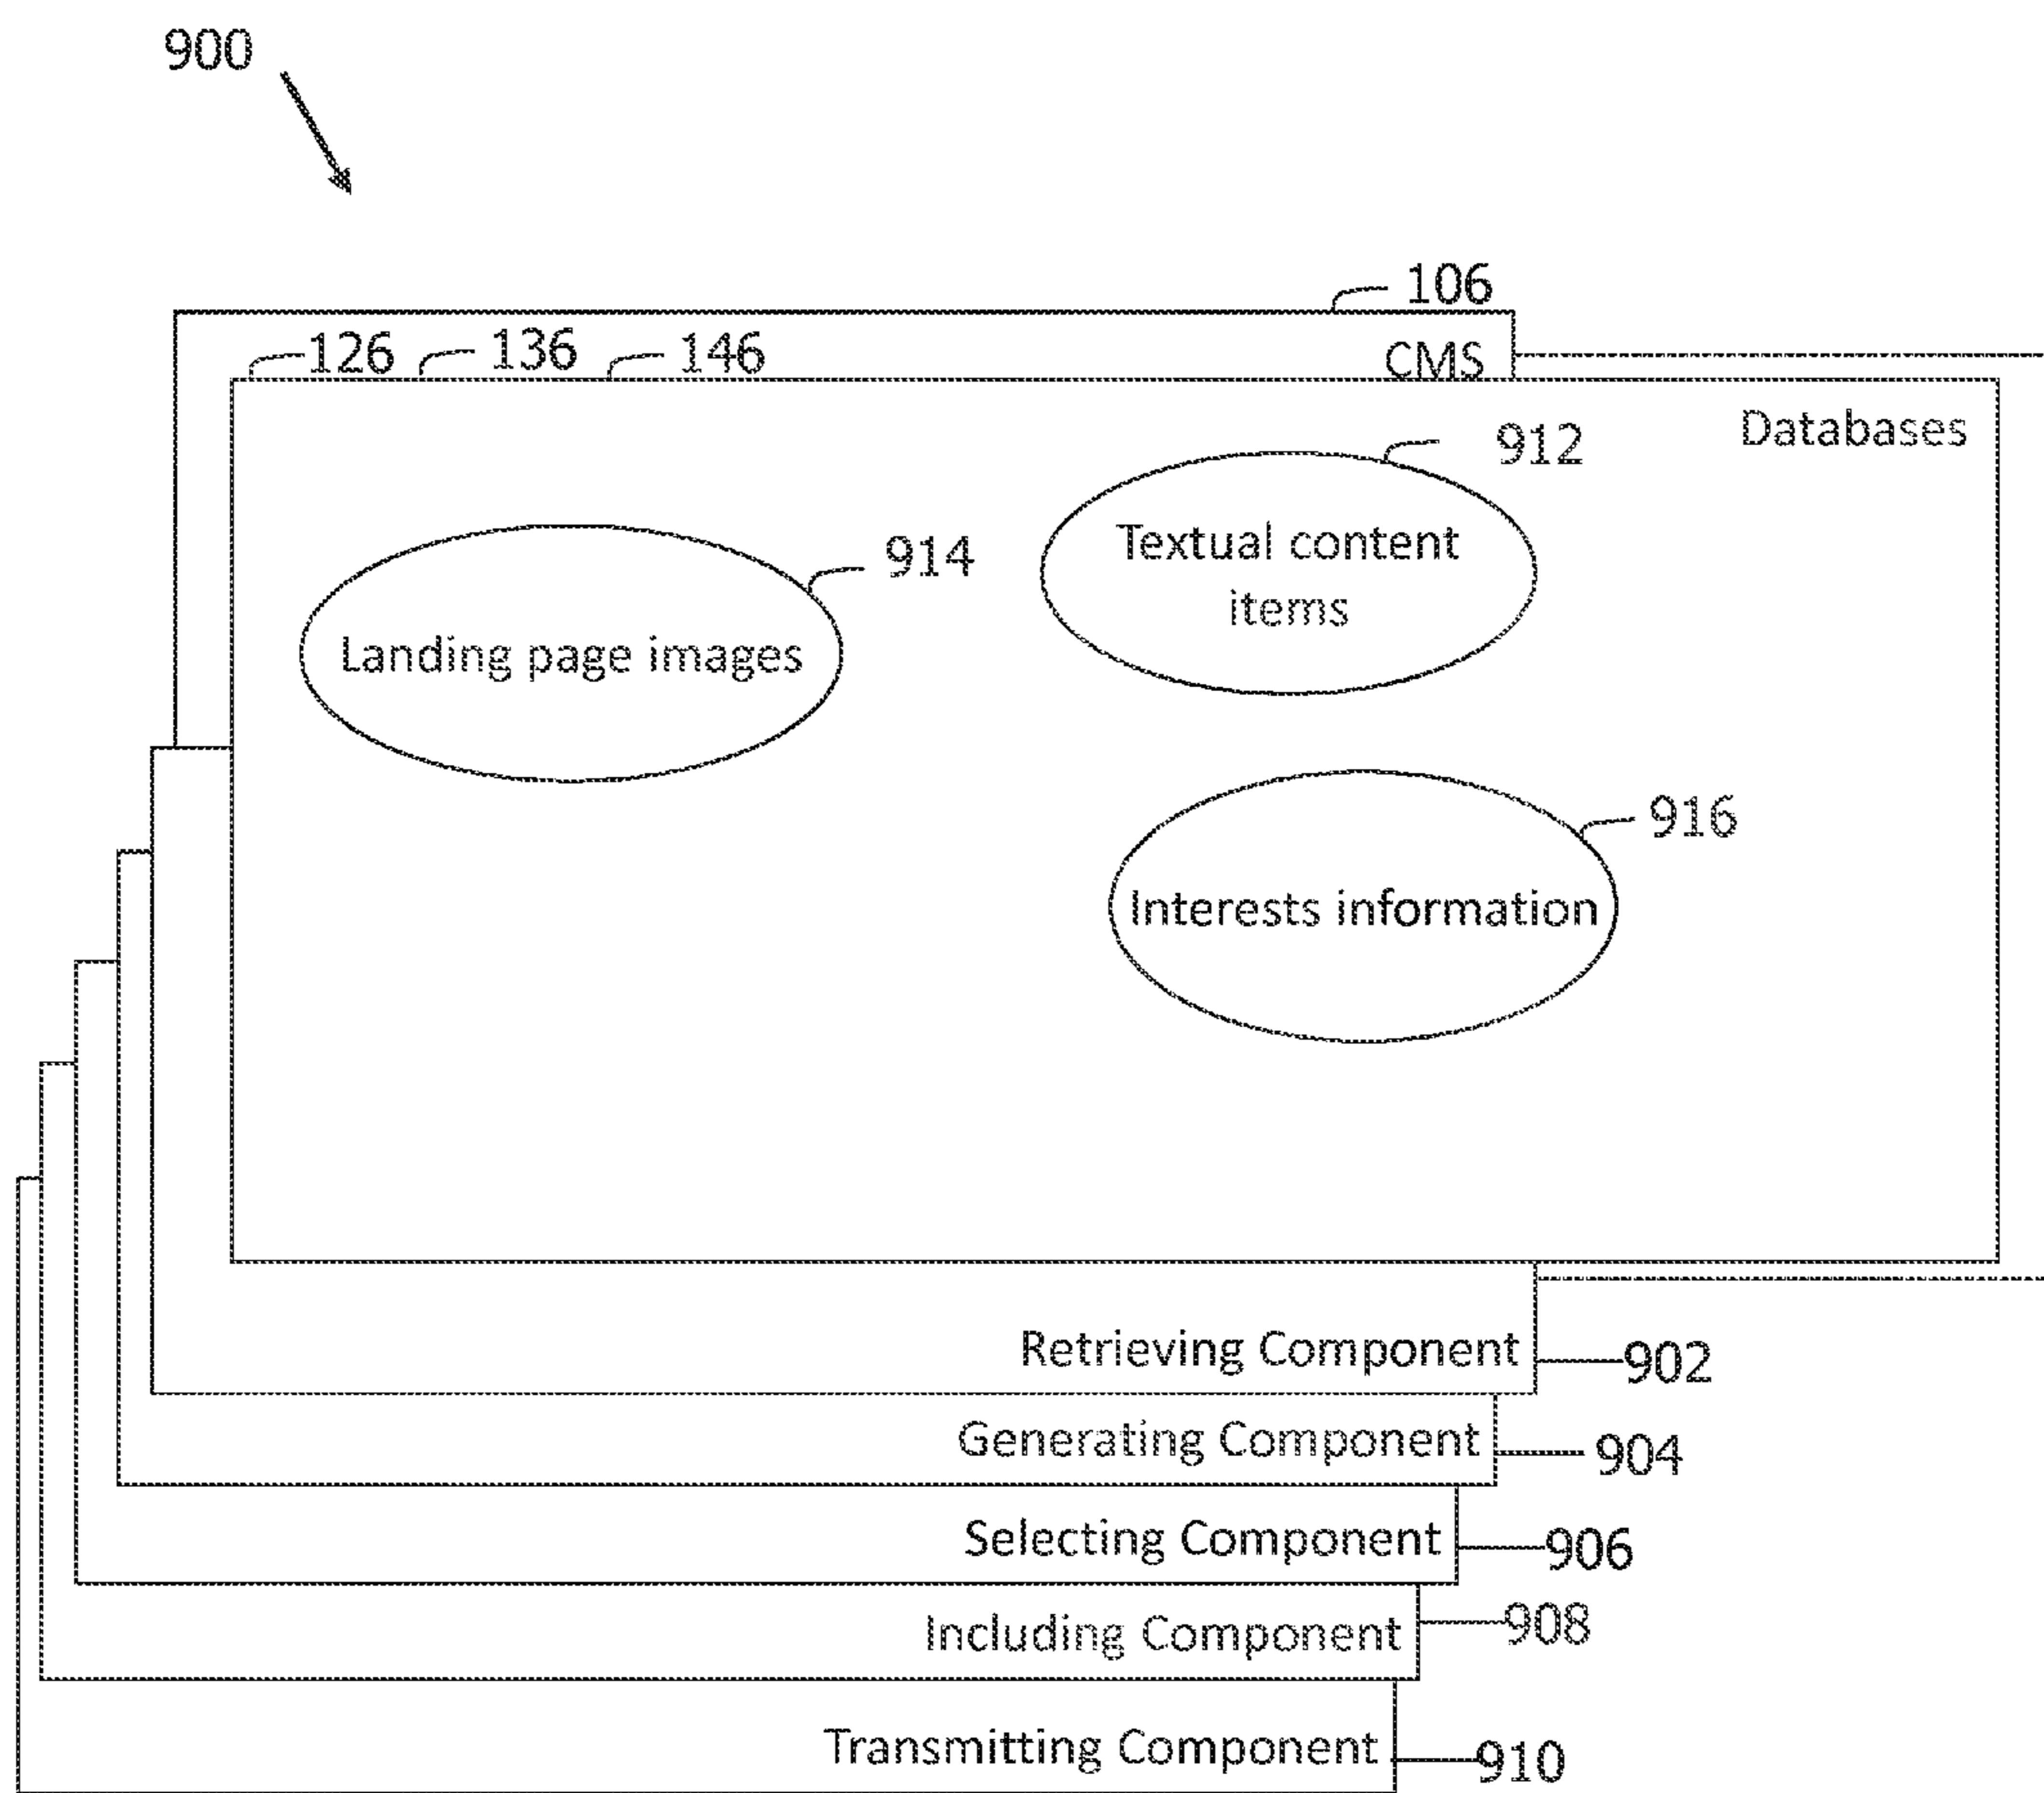 900
106
126 136 146 CMS
Databases
912
Textual content
items
914
Landing page images
916
Interests information
Retrieving Component 902
Generating Component 904
Selecting Component 906
Including Component 908
Transmitting Component 910